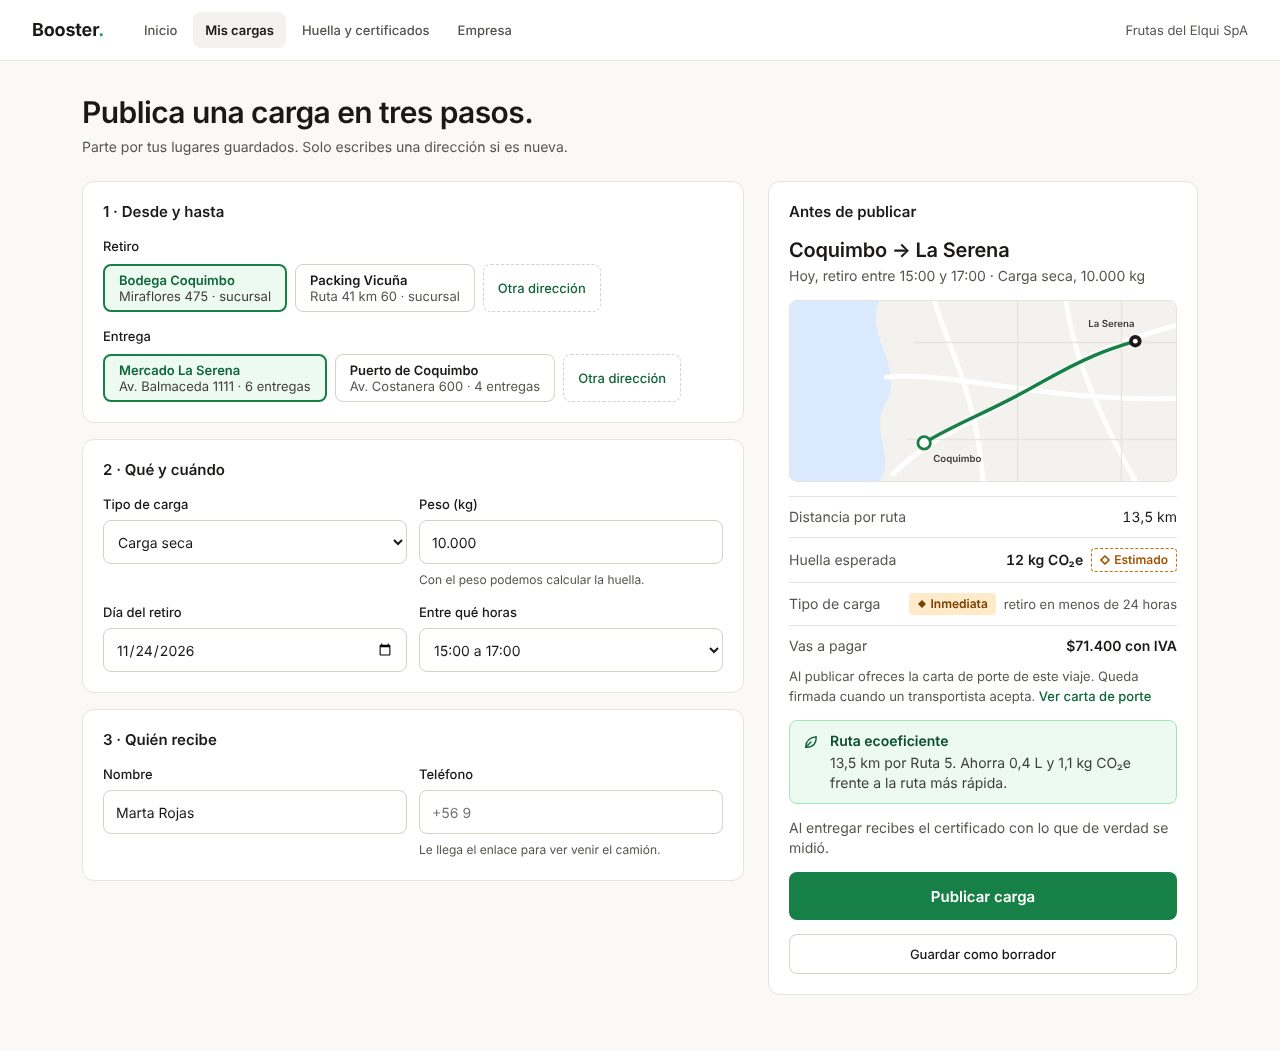 Booster.
Inicio
Mis cargas
Huella y certificados
Empresa
Frutas del Elqui SpA
Publica una carga en tres pasos.
Parte por tus lugares guardados. Solo escribes una dirección si es nueva.
1 · Desde y hasta
Retiro
Bodega Coquimbo
Miraflores 475 · sucursal
Packing Vicuña
Ruta 41 km 60 · sucursal
Otra dirección
Entrega
Mercado La Serena
Av. Balmaceda 1111 · 6 entregas
Puerto de Coquimbo
Av. Costanera 600 · 4 entregas
Otra dirección
2 · Qué y cuándo
Tipo de carga
Carga seca
Peso (kg)
10.000
Con el peso podemos calcular la huella.
Día del retiro
11/24/2026
Entre qué horas
15:00 a 17:00
3 · Quién recibe
Nombre
Marta Rojas
Teléfono
+56 9
Le llega el enlace para ver venir el camión.
Antes de publicar
Coquimbo → La Serena
Hoy, retiro entre 15:00 y 17:00 · Carga seca, 10.000 kg
La Serena
Coquimbo
Distancia por ruta
13,5 km
Huella esperada
12 kg CO₂e
◇ Estimado
Tipo de carga
◆ Inmediata
retiro en menos de 24 horas
Vas a pagar
$71.400 con IVA
Al publicar ofreces la carta de porte de este viaje. Queda
firmada cuando un transportista acepta. Ver carta de porte
Ruta ecoeficiente
13,5 km por Ruta 5. Ahorra 0,4 L y 1,1 kg CO₂e
frente a la ruta más rápida.
Al entregar recibes el certificado con lo que de verdad se
midió.
Publicar carga
Guardar como borrador